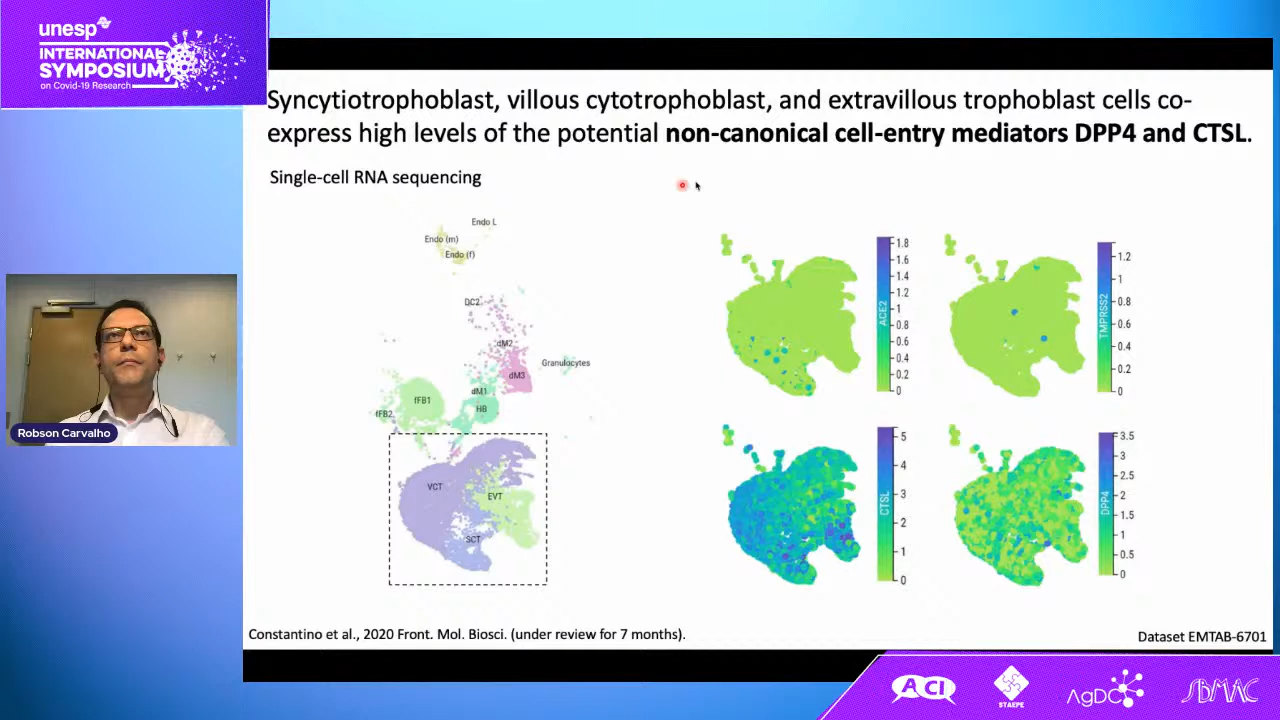 unesp
INTERNATIONAL
SYMPOSIUM
on Covid-19 Research
Syncytiotrophoblast, villous cytotrophoblast, and extravillous trophoblast cells co-
express high levels of the potential non-canonical cell-entry mediators DPP4 and CTSL.
Single-cell RNA sequencing
Endo L
Endo (m)
Endo (f)
DC2
dM2
Granulocytes
dM3
dM1
fFB1
HB
fFB2
VCT
EVT
SCT
1.8
1.6
1.4
1.2
1
0.8
0.6
0.4
0.2
0
ACE2
1.2
1
0.8
0.6
0.4
0.2
0
TMPRSS2
5
4
3
2
1
0
CTSL
3.5
3
2.5
2
1.5
1
0.5
0
DPP4
Robson Carvalho
Constantino et al., 2020 Front. Mol. Biosci. (under review for 7 months).
Dataset EMTAB-6701
ACI
STAEPE
AgDC
SBMAC